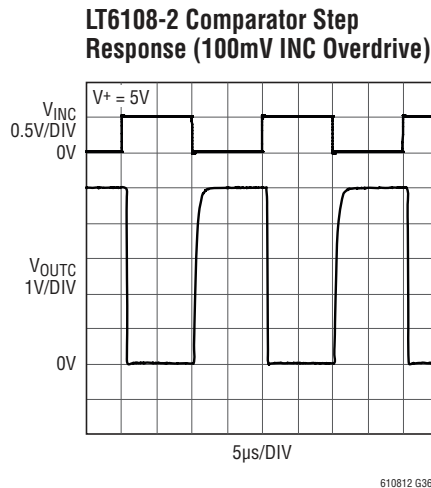 LT6108-2 Comparator Step
Response (100mV INC Overdrive)
V+ = 5V
VINC
0.5V/DIV
0V
VOUTC
1V/DIV
0V
5µs/DIV
610812 G36